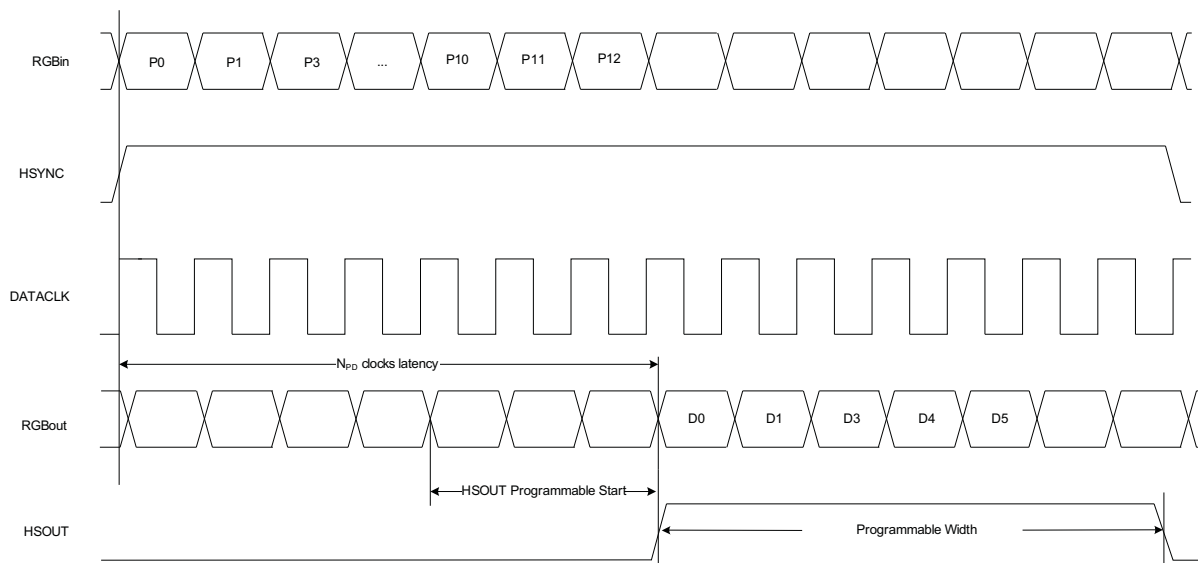 RGBin
P0 P1 P3 ... P10 P11 P12
HSYNC
DATACLK
NPD clocks latency
RGBout
D0 D1 D3 D4 D5
HSOUT Programmable Start
HSOUT
Programmable Width